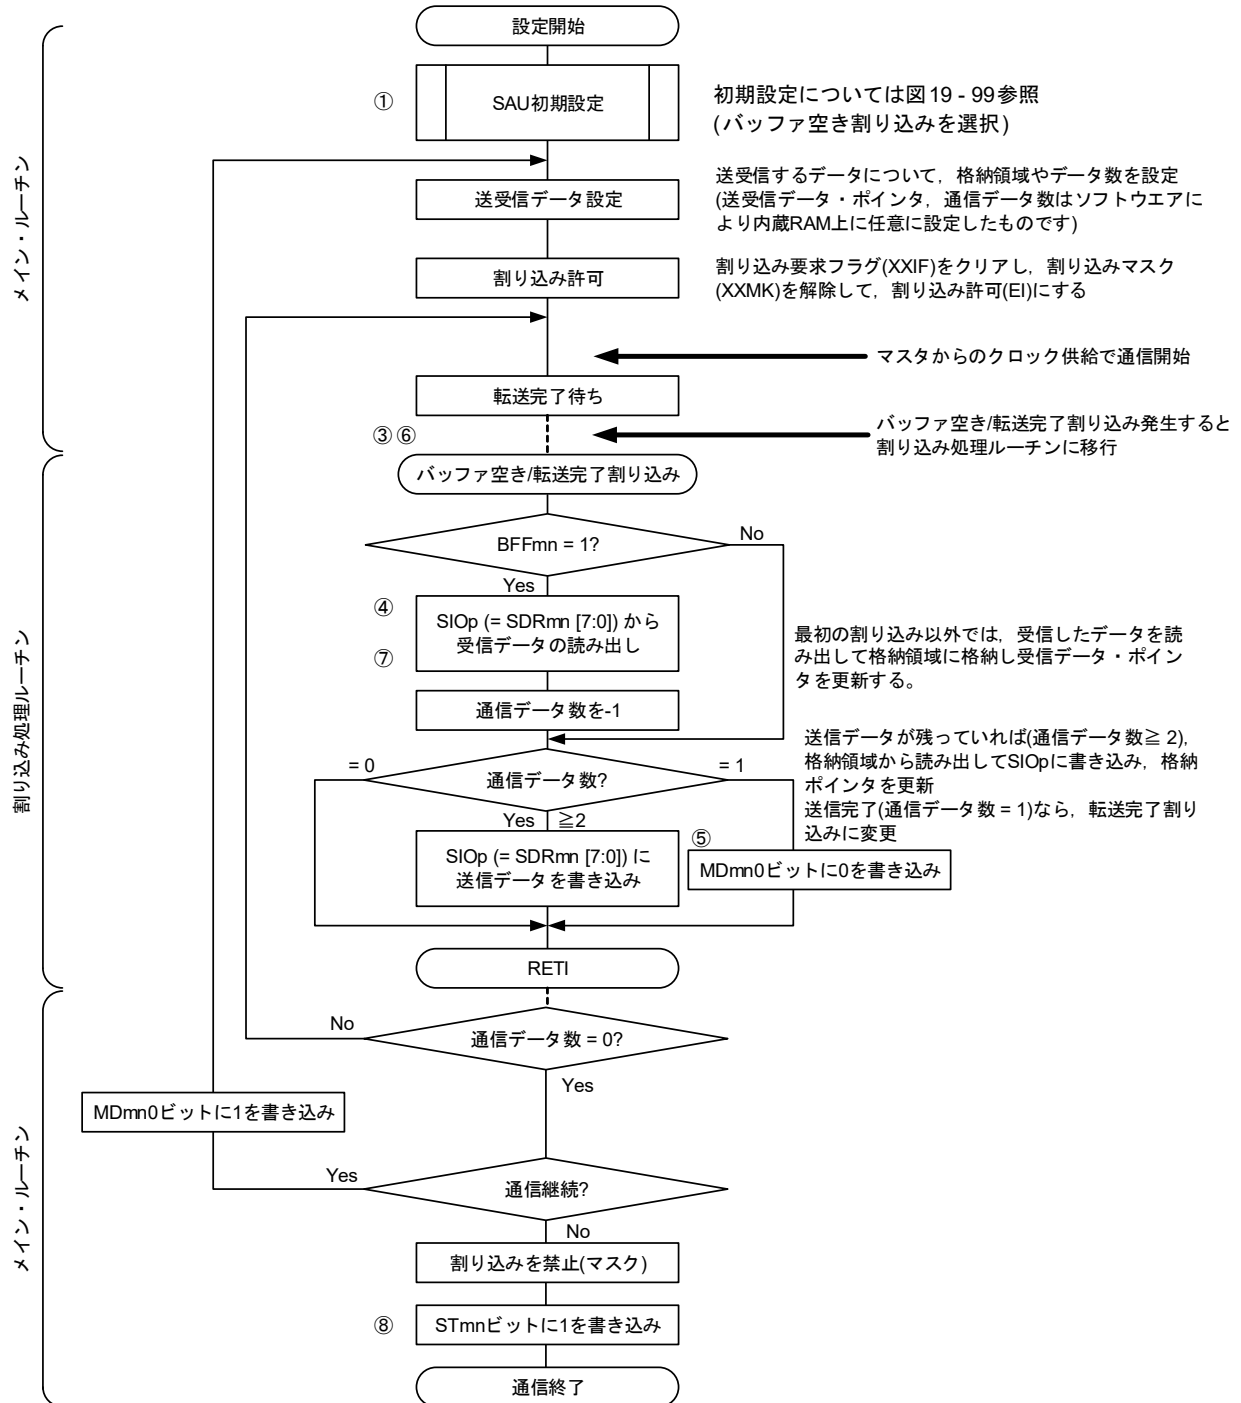 設定開始
①
SAU初期設定
初期設定については図19 - 99参照
(バッファ空き割り込みを選択)
メイン・ルーチン
送受信データ設定
送受信するデータについて，格納領域やデータ数を設定
(送受信データ・ポインタ，通信データ数はソフトウエアに
より内蔵RAM上に任意に設定したものです)
割り込み許可
割り込み要求フラグ(XXIF)をクリアし，割り込みマスク
(XXMK)を解除して，割り込み許可(EI)にする
マスタからのクロック供給で通信開始
転送完了待ち
③ ⑥
バッファ空き/転送完了割り込み発生すると
割り込み処理ルーチンに移行
バッファ空き/転送完了割り込み
割り込み処理ルーチン
BFFmn = 1?
No
Yes
④
SIOp (= SDRmn [7:0]) から
受信データの読み出し
⑦
最初の割り込み以外では，受信したデータを読
み出して格納領域に格納し受信データ・ポイン
タを更新する。
通信データ数を-1
= 0
通信データ数?
= 1
送信データが残っていれば(通信データ数≧ 2)，
格納領域から読み出してSIOpに書き込み，格納
ポインタを更新
送信完了(通信データ数 = 1)なら，転送完了割り
込みに変更
Yes ≧2
⑤
SIOp (= SDRmn [7:0]) に
送信データを書き込み
MDmn0ビットに0を書き込み
RETI
メイン・ルーチン
No
通信データ数 = 0?
Yes
MDmn0ビットに1を書き込み
Yes
通信継続?
No
割り込みを禁止(マスク)
⑧
STmnビットに1を書き込み
通信終了